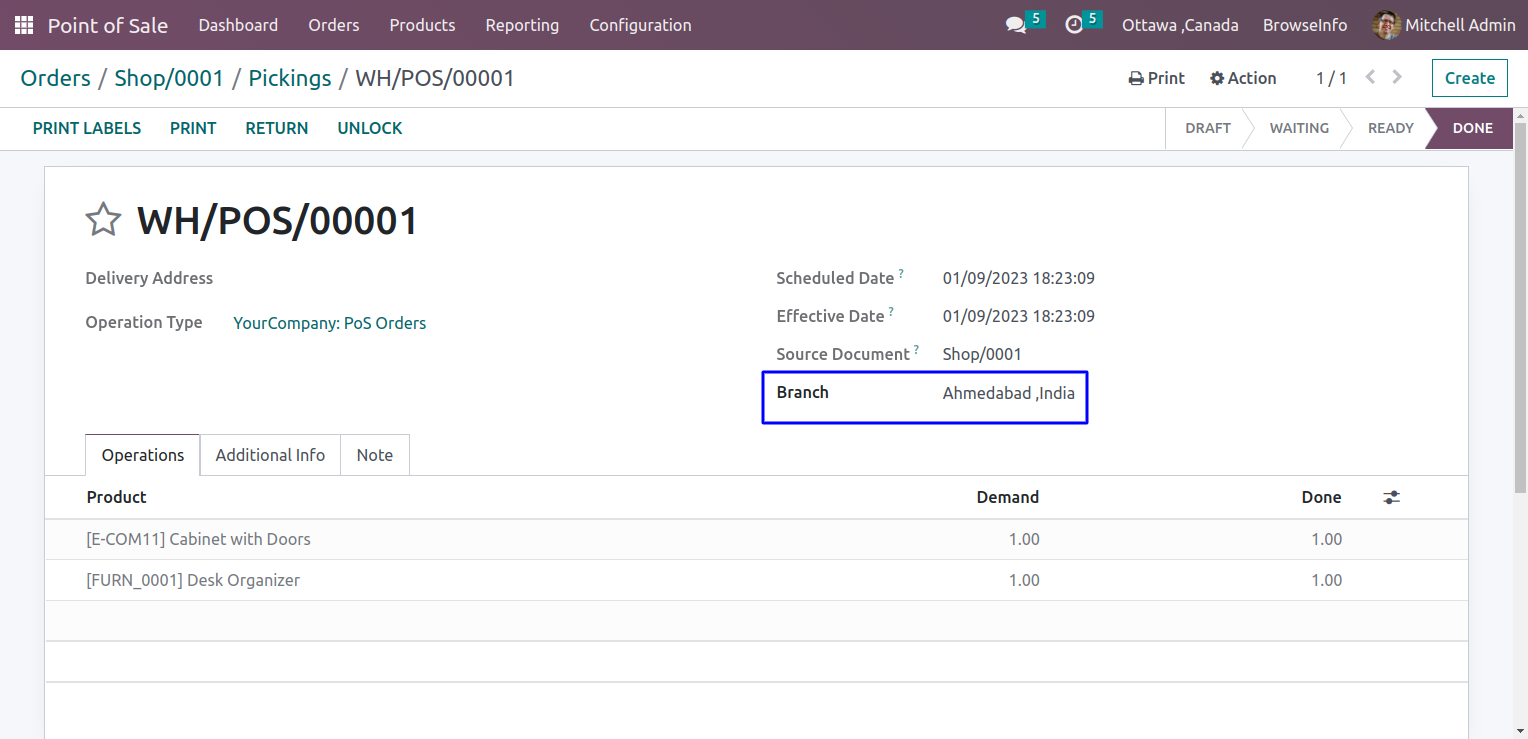 Point of Sale Dashboard Orders Products Reporting Configuration 5 5 Ottawa ,Canada BrowseInfo Mitchell Admin
Orders / Shop/0001 / Pickings / WH/POS/00001 Print Action 1 / 1 Create
PRINT LABELS PRINT RETURN UNLOCK DRAFT WAITING READY DONE
WH/POS/00001
Delivery Address
Operation Type YourCompany: PoS Orders
Scheduled Date ? 01/09/2023 18:23:09
Effective Date ? 01/09/2023 18:23:09
Source Document ? Shop/0001
Branch Ahmedabad ,India
Operations Additional Info Note
Product Demand Done
[E-COM11] Cabinet with Doors 1.00 1.00
[FURN_0001] Desk Organizer 1.00 1.00